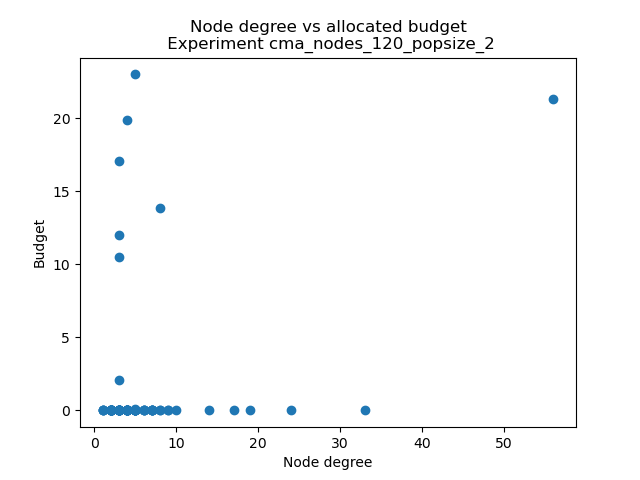 Node degree vs allocated budget
Experiment cma_nodes_120_popsize_2
20
15
10
5
0
Budget
0 10 20 30 40 50
Node degree